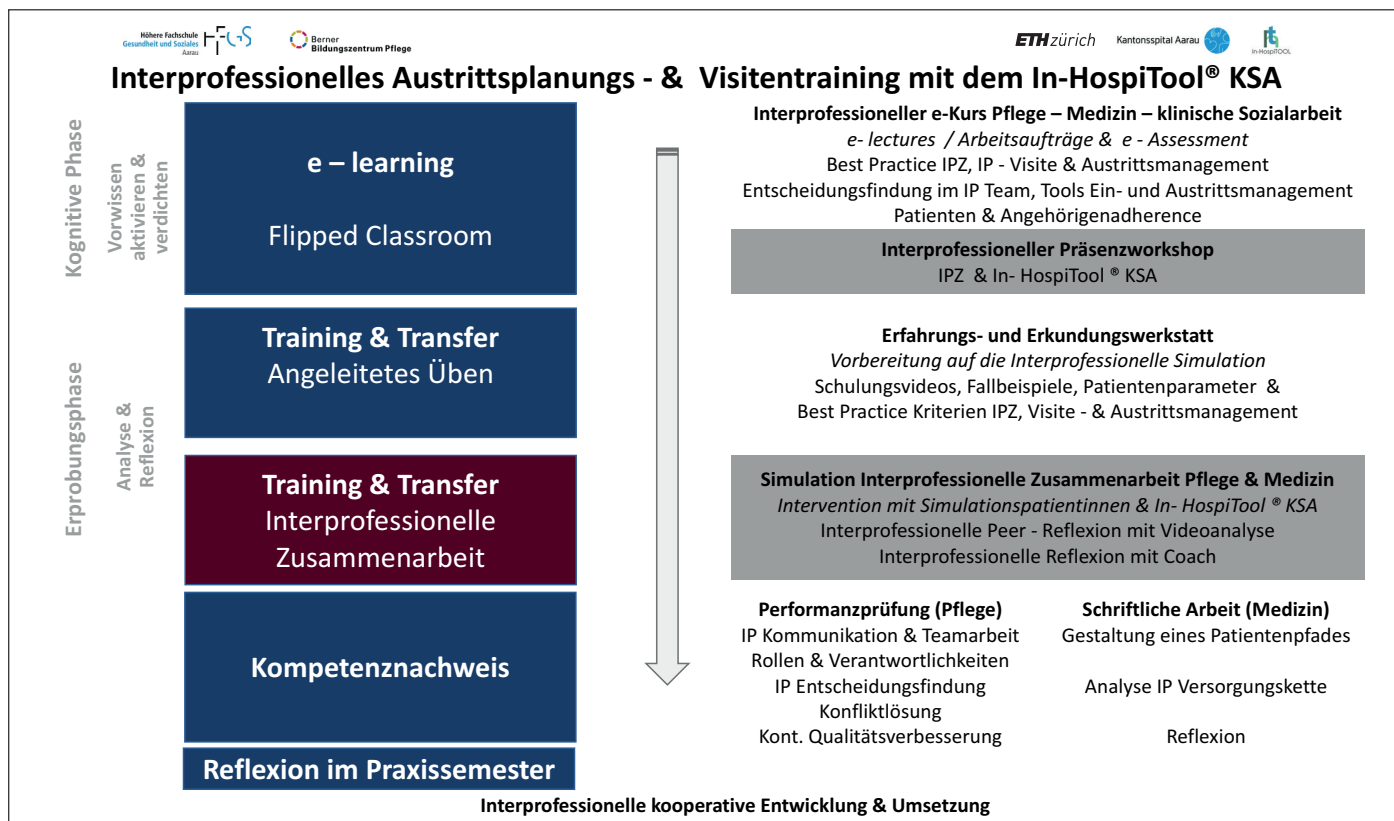 Höhere Fachschule
Gesundheit und Soziales
Aarau
HFGS
Berner
Bildungszentrum Pflege
ETH zürich
Kantonsspital Aarau
In-HospiTOOL
Interprofessionelles Austrittsplanungs - & Visitentraining mit dem In-HospiTool® KSA
Kognitive Phase
Vorwissen
aktivieren &
verdichten
e – learning
Flipped Classroom
Interprofessioneller e-Kurs Pflege – Medizin – klinische Sozialarbeit
e- lectures / Arbeitsaufträge & e - Assessment
Best Practice IPZ, IP - Visite & Austrittsmanagement
Entscheidungsfindung im IP Team, Tools Ein- und Austrittsmanagement
Patienten & Angehörigenadherence
Interprofessioneller Präsenzworkshop
IPZ & In- HospiTool ® KSA
Erprobungsphase
Analyse &
Reflexion
Training & Transfer
Angeleitetes Üben
Erfahrungs- und Erkundungswerkstatt
Vorbereitung auf die Interprofessionelle Simulation
Schulungsvideos, Fallbeispiele, Patientenparameter &
Best Practice Kriterien IPZ, Visite - & Austrittsmanagement
Training & Transfer
Interprofessionelle
Zusammenarbeit
Simulation Interprofessionelle Zusammenarbeit Pflege & Medizin
Intervention mit Simulationspatientinnen & In- HospiTool ® KSA
Interprofessionelle Peer - Reflexion mit Videoanalyse
Interprofessionelle Reflexion mit Coach
Kompetenznachweis
Performanzprüfung (Pflege)
IP Kommunikation & Teamarbeit
Rollen & Verantwortlichkeiten
IP Entscheidungsfindung
Konfliktlösung
Kont. Qualitätsverbesserung
Schriftliche Arbeit (Medizin)
Gestaltung eines Patientenpfades
Analyse IP Versorgungskette
Reflexion
Reflexion im Praxissemester
Interprofessionelle kooperative Entwicklung & Umsetzung